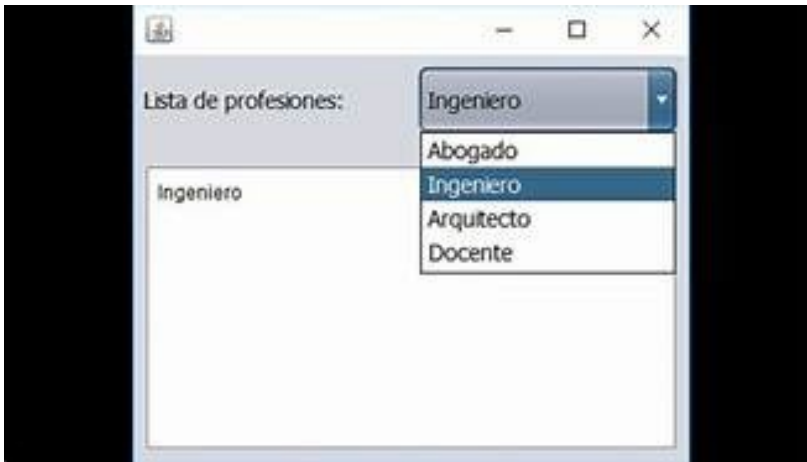 Lista de profesiones:
Ingeniero
Abogado
Ingeniero
Arquitecto
Docente
Ingeniero